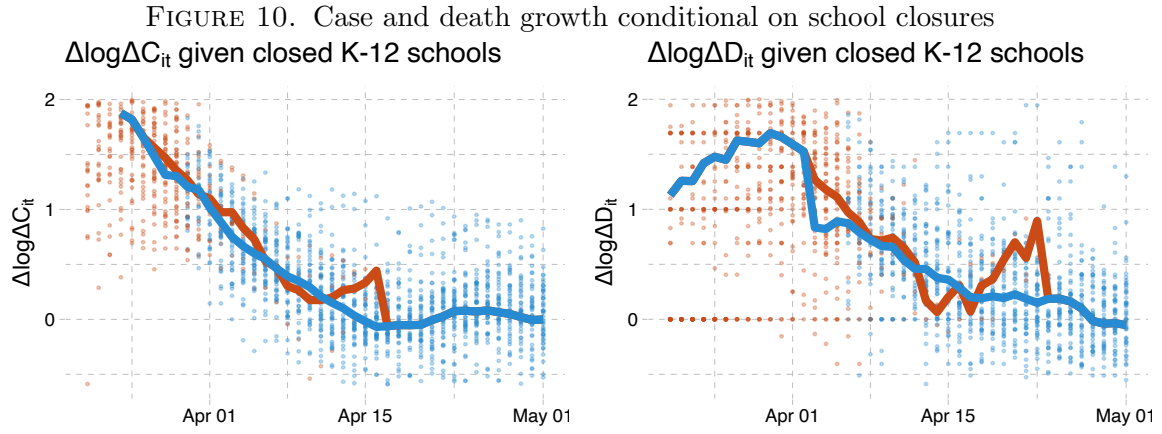 FIGURE 10. Case and death growth conditional on school closures
ΔlogΔC_it given closed K-12 schools
ΔlogΔC_it
2
1
0
Apr 01
Apr 15
May 01
ΔlogΔD_it given closed K-12 schools
ΔlogΔD_it
2
1
0
Apr 01
Apr 15
May 01